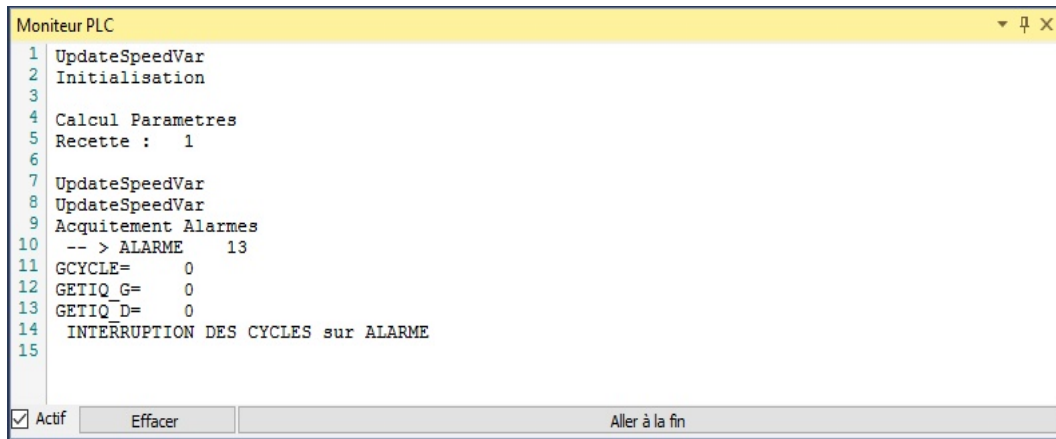 Moniteur PLC
1 UpdateSpeedVar
2 Initialisation
3
4 Calcul Parametres
5 Recette : 1
6
7 UpdateSpeedVar
8 UpdateSpeedVar
9 Acquitement Alarmes
10 -- > ALARME 13
11 GCYCLE= 0
12 GETIQ_G= 0
13 GETIQ_D= 0
14 INTERRUPTION DES CYCLES sur ALARME
15
Actif Effacer Aller à la fin